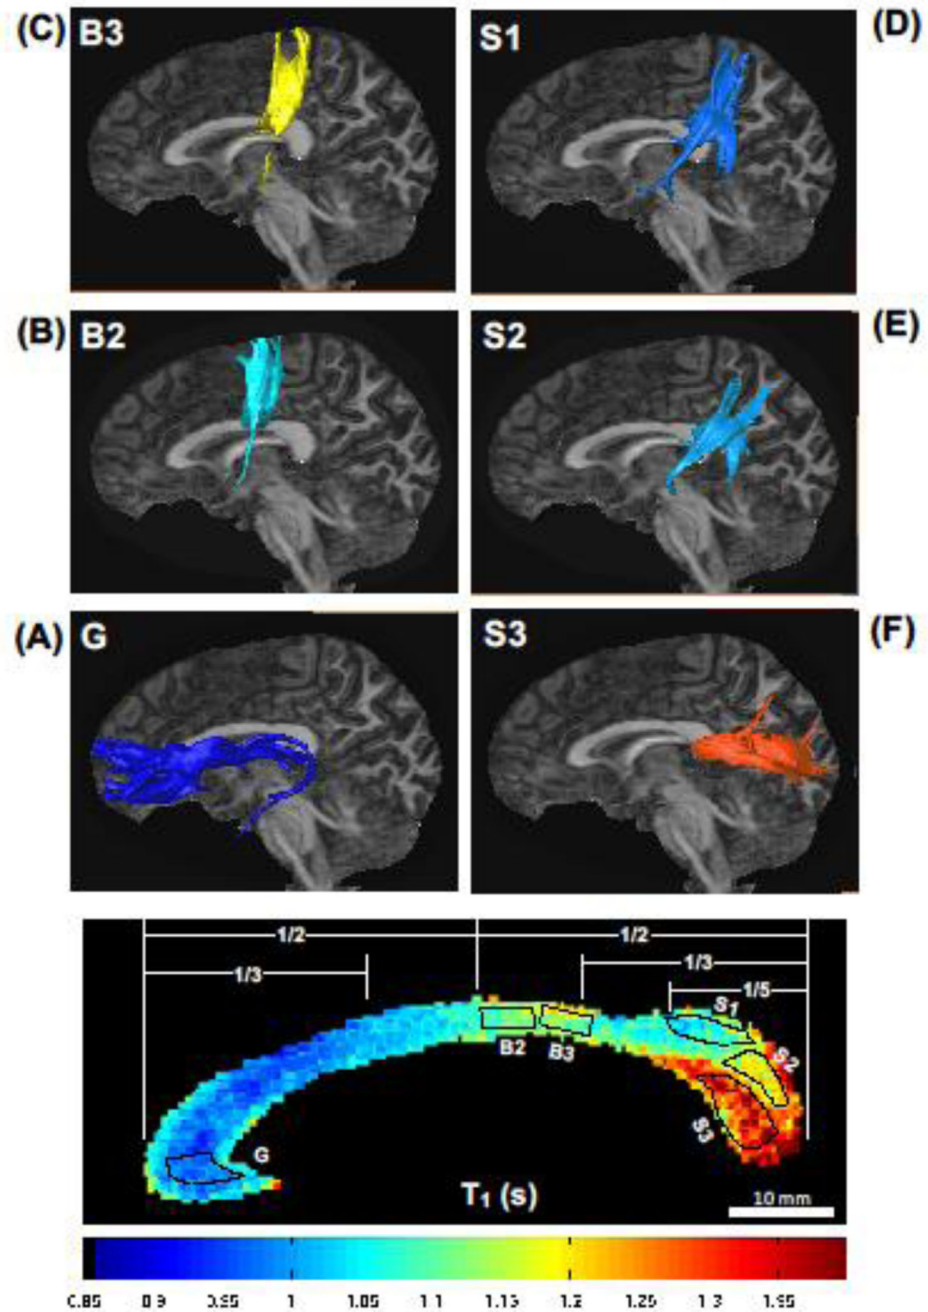 (C) B3 S1 (D)
(B) B2 S2 (E)
(A) G S3 (F)
1/2 1/2
1/3 1/3
1/5
S1
B2 B3 S2
S3
G
T1 (s)
10 mm
0.85 0.9 0.95 1 1.05 1.1 1.15 1.2 1.25 1.3 1.35